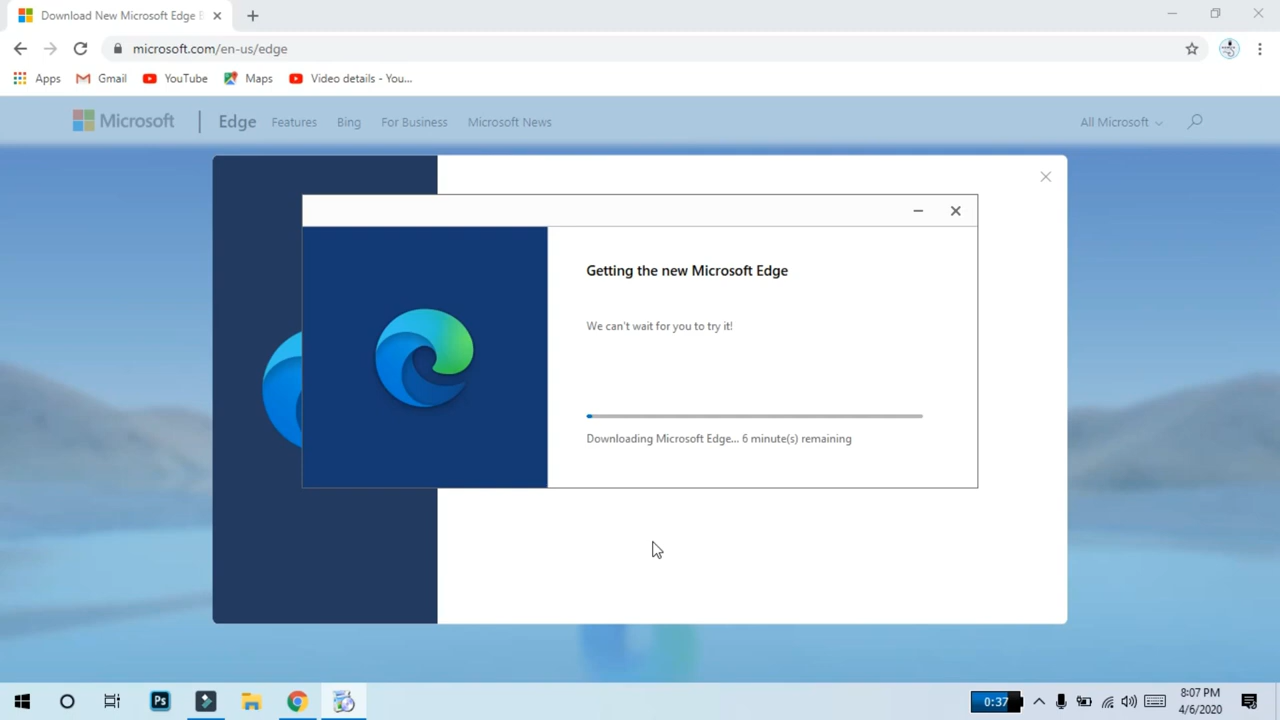 Download New Microsoft Edge
microsoft.com/en-us/edge
Apps
Gmail
YouTube
Maps
Video details - You...
Microsoft
Edge
Features
Bing
For Business
Microsoft News
All Microsoft
Getting the new Microsoft Edge
We can't wait for you to try it!
Downloading Microsoft Edge... 6 minute(s) remaining
Ps
0:37
8:07 PM
4/6/2020